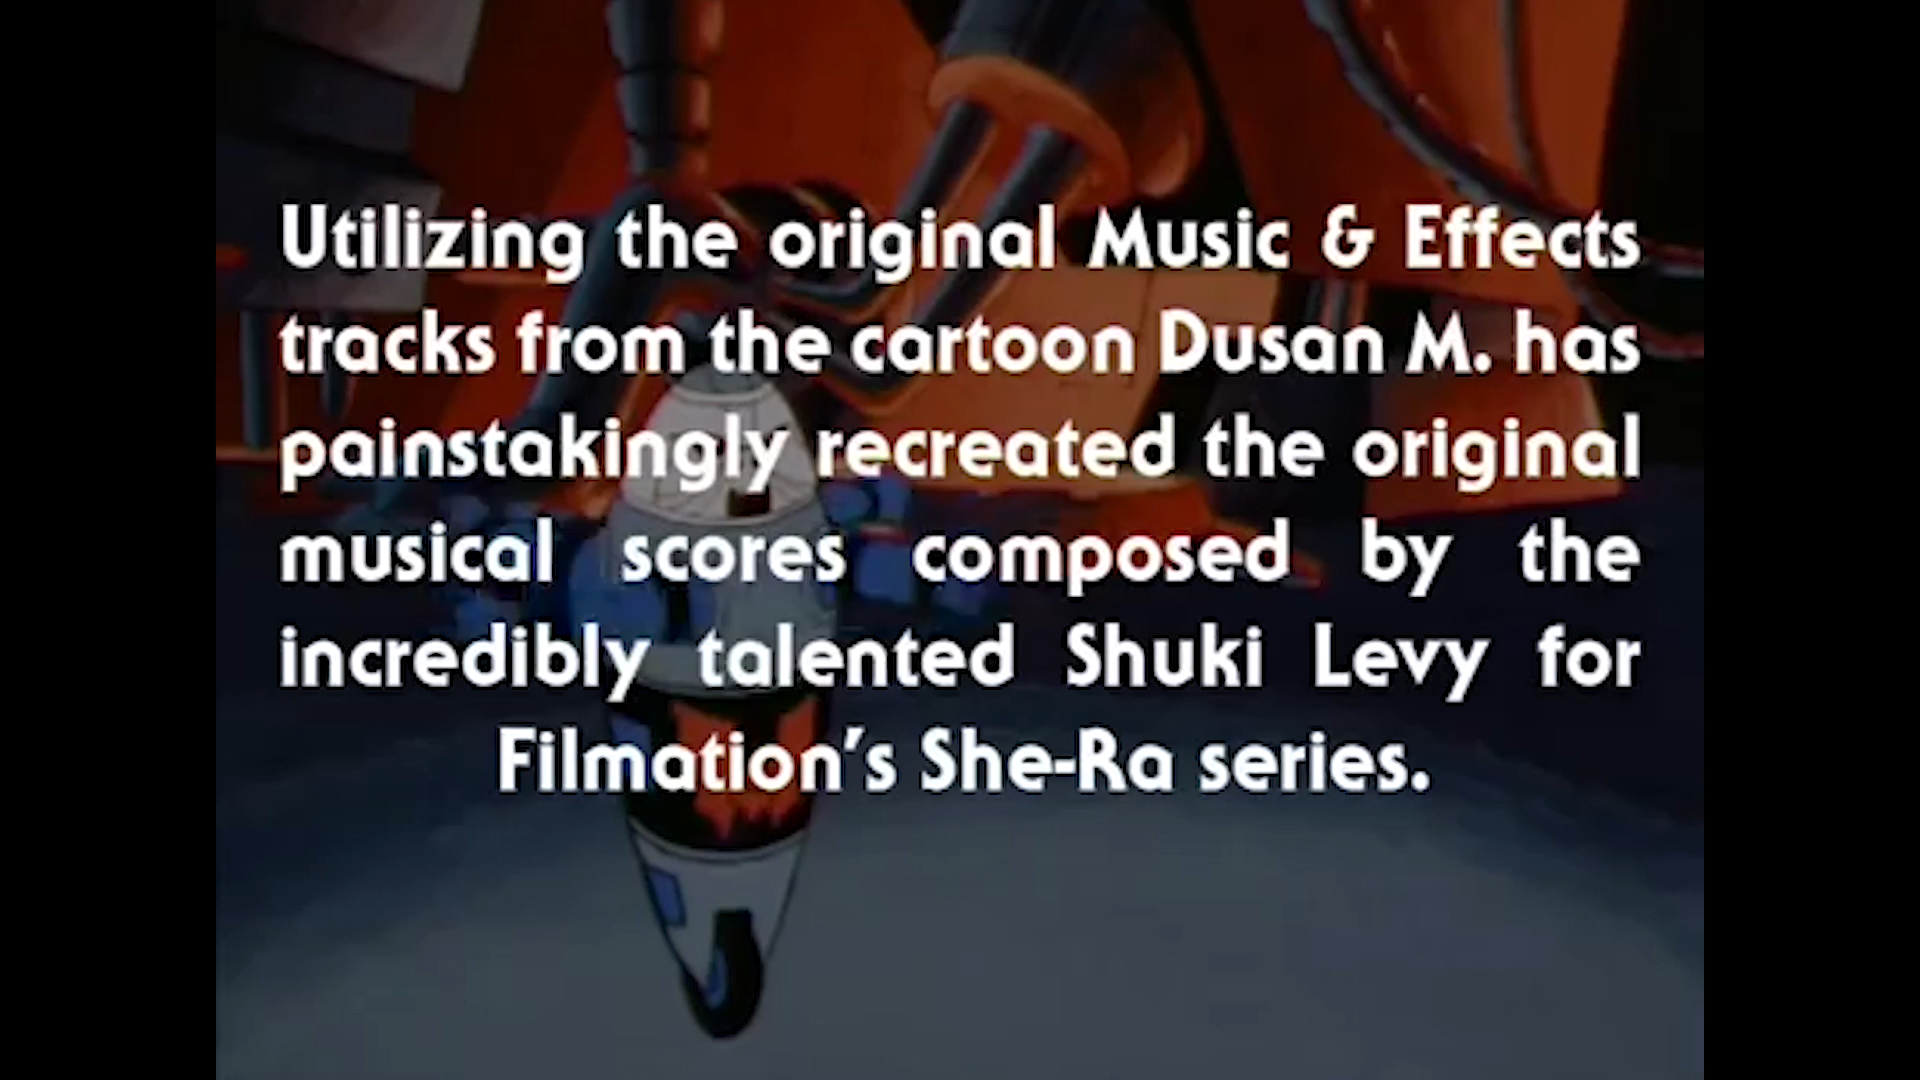 Utilizing the original Music & Effects
tracks from the cartoon Dusan M. has
painstakingly recreated the original
musical scores composed by the
incredibly talented Shuki Levy for
Filmation's She-Ra series.